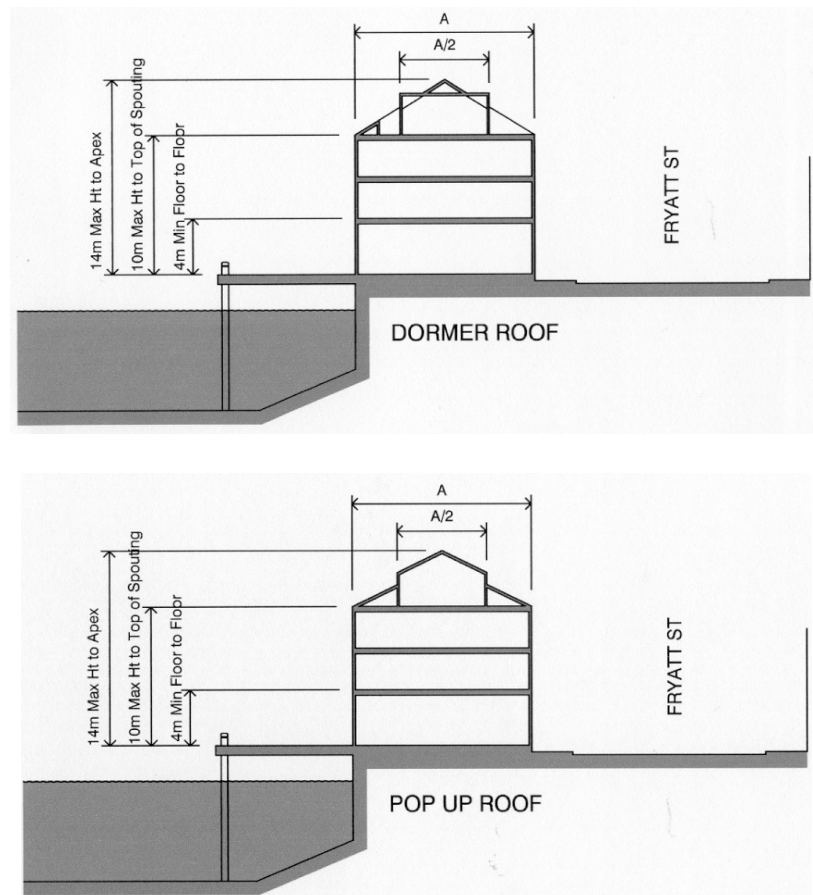 A
A/2
14m Max Ht to Apex
10m Max Ht to Top of Spouting
4m Min Floor to Floor
FRYATT ST
DORMER ROOF
A
A/2
14m Max Ht to Apex
10m Max Ht to Top of Spouting
4m Min Floor to Floor
FRYATT ST
POP UP ROOF